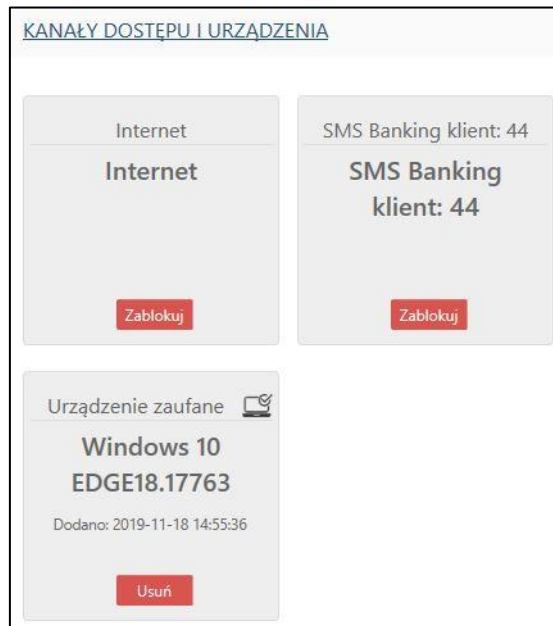 KANAŁY DOSTĘPU I URZĄDZENIA
Internet
Internet
Zablokuj
SMS Banking klient: 44
SMS Banking
klient: 44
Zablokuj
Urządzenie zaufane
Windows 10
EDGE18.17763
Dodano: 2019-11-18 14:55:36
Usuń